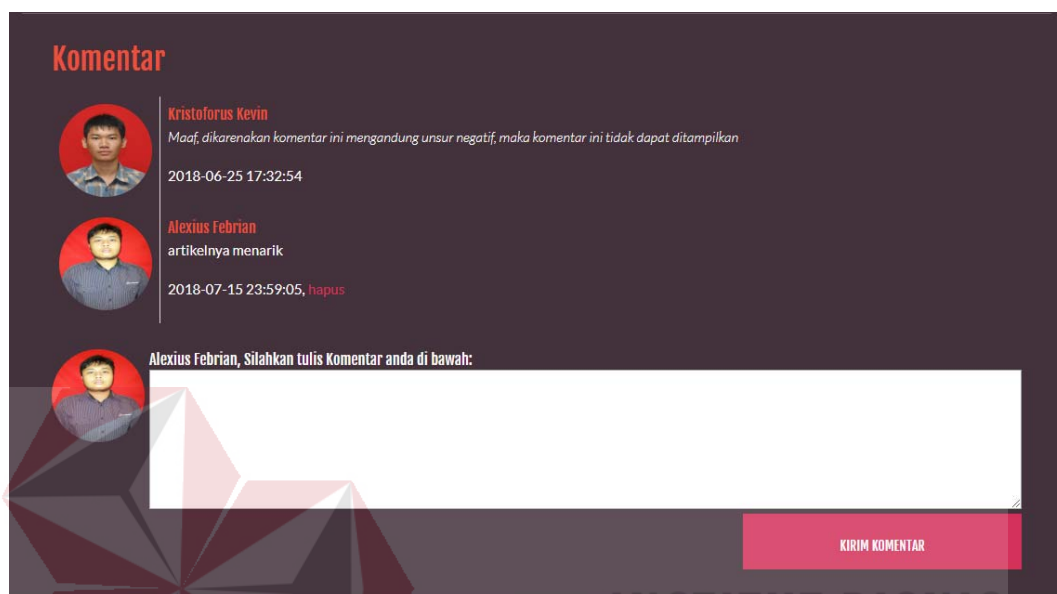 Komentar
Kristoforus Kevin
Maaf, dikarenakan komentar ini mengandung unsur negatif, maka komentar ini tidak dapat ditampilkan
2018-06-25 17:32:54
Alexius Febrian
artikelnya menarik
2018-07-15 23:59:05, hapus
Alexius Febrian, Silahkan tulis Komentar anda di bawah:
KIRIM KOMENTAR